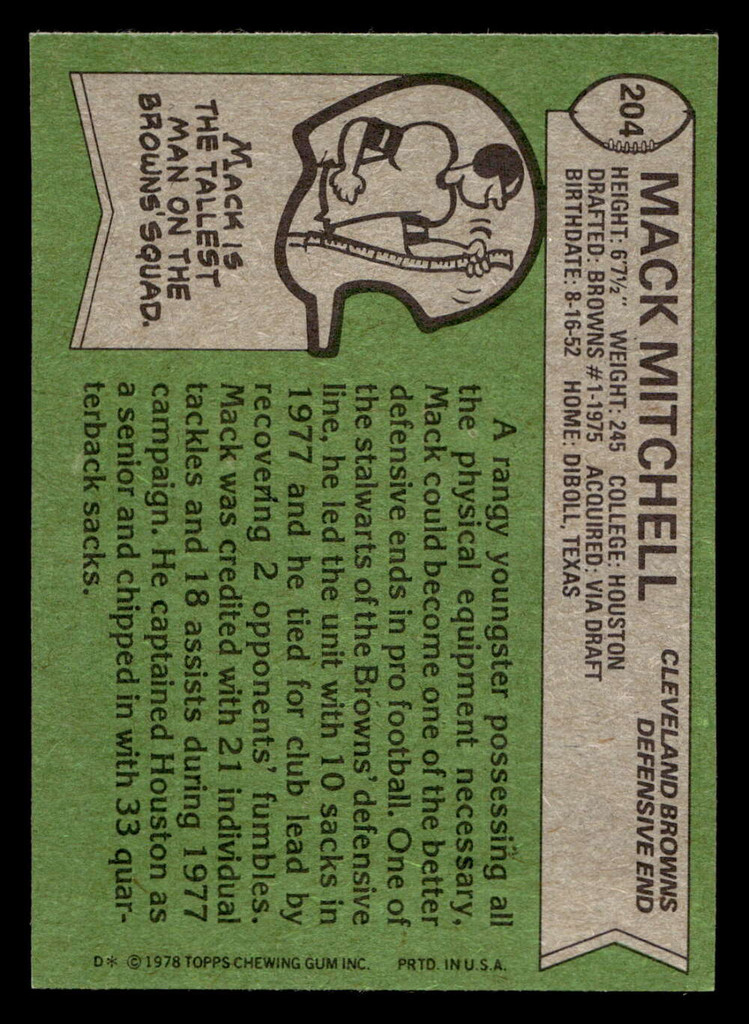 204
MACK MITCHELL
CLEVELAND BROWNS
DEFENSIVE END
HEIGHT: 6'7½" WEIGHT: 245 COLLEGE: HOUSTON
DRAFTED: BROWNS #1-1975 ACQUIRED: VIA DRAFT
BIRTHDATE: 8-16-52 HOME: DIBOLL, TEXAS
MACK IS
THE TALLEST
MAN ON THE
BROWNS' SQUAD.
A rangy youngster possessing all
the physical equipment necessary,
Mack could become one of the better
defensive ends in pro football. One of
the stalwarts of the Browns' defensive
line, he led the unit with 10 sacks in
1977 and he tied for club lead by
recovering 2 opponents' fumbles.
Mack was credited with 21 individual
tackles and 18 assists during 1977
campaign. He captained Houston as
a senior and chipped in with 33 quar-
terback sacks.
D* © 1978 TOPPS CHEWING GUM INC. PRTD. IN U.S.A.